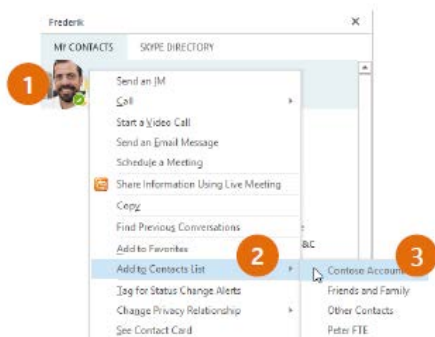 Frederik
MY CONTACTS SKYPE DIRECTORY
1
Send an IM
Call
Start a Video Call
Send an Email Message
Schedule a Meeting
Share Information Using Live Meeting
Copy
Find Previous Conversations
Add to Favorites
2
&C
3
Add to Contacts List
Contoso Accoun
Tag for Status Change Alerts
Friends and Family
Change Privacy Relationship
Other Contacts
See Contact Card
Peter FTE